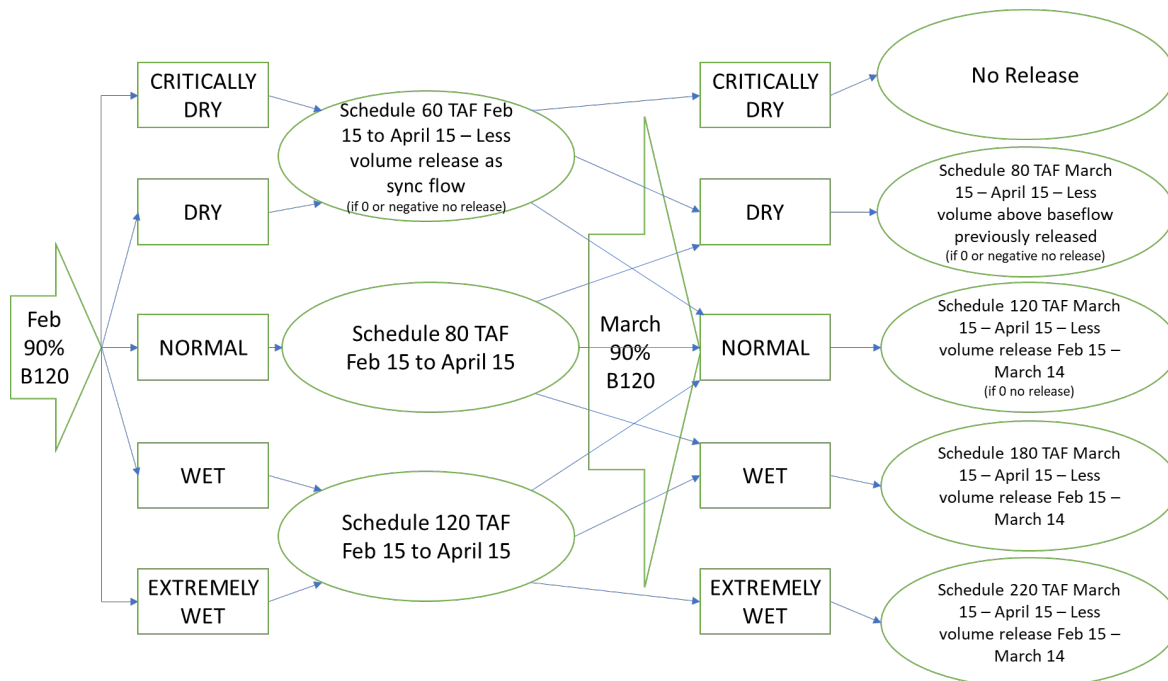 Feb
90%
B120
CRITICALLY
DRY
DRY
NORMAL
WET
EXTREMELY
WET
Schedule 60 TAF Feb
15 to April 15 – Less
volume release as
sync flow
(if 0 or negative no release)
Schedule 80 TAF
Feb 15 to April 15
Schedule 120 TAF
Feb 15 to April 15
March
90%
B120
CRITICALLY
DRY
DRY
NORMAL
WET
EXTREMELY
WET
No Release
Schedule 80 TAF March
15 – April 15 – Less
volume above baseflow
previously released
(if 0 or negative no release)
Schedule 120 TAF March
15 – April 15 – Less
volume release Feb 15 –
March 14
(if 0 no release)
Schedule 180 TAF March
15 – April 15 – Less
volume release Feb 15 –
March 14
Schedule 220 TAF March
15 – April 15 – Less
volume release Feb 15 –
March 14